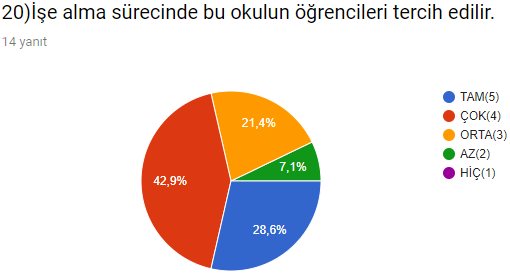 20)İşe alma sürecinde bu okulun öğrencileri tercih edilir.
14 yanıt
TAM(5)
ÇOK(4)
ORTA(3)
AZ(2)
HİÇ(1)
21,4%
7,1%
42,9%
28,6%